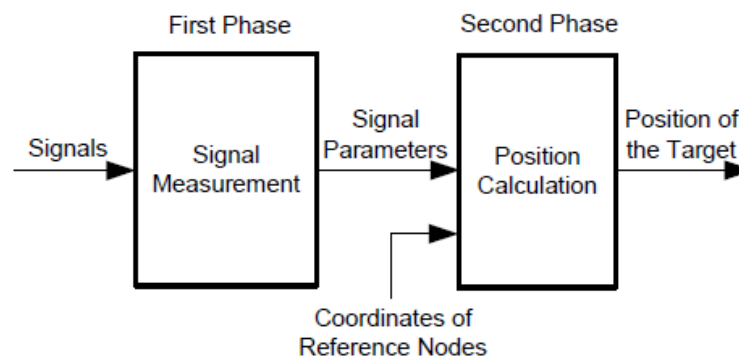 First Phase
Second Phase
Signals
Signal
Measurement
Signal
Parameters
Position
Calculation
Position of
the Target
Coordinates of
Reference Nodes